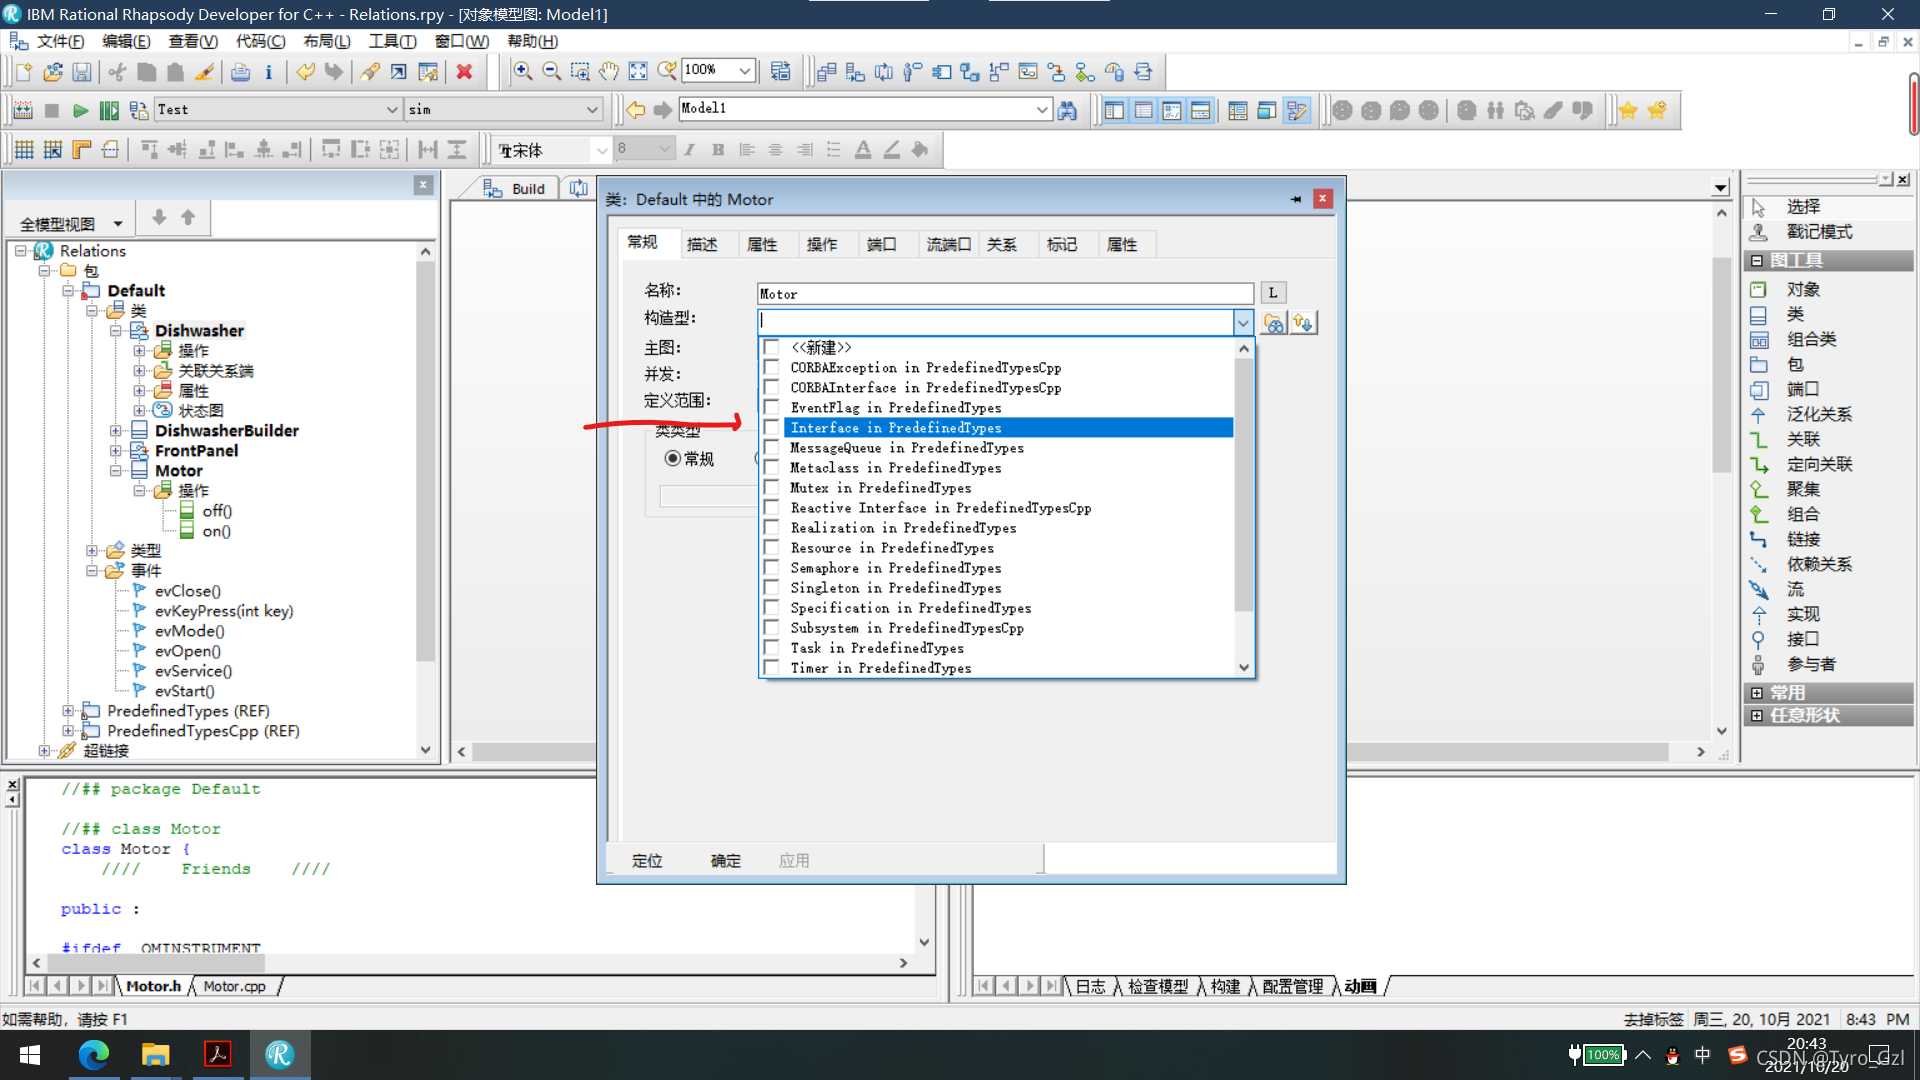 IBM Rational Rhapsody Developer for C++ - Relations.rpy - [对象模型图: Model1]
文件(F) 编辑(E) 查看(V) 代码(C) 布局(L) 工具(T) 窗口(W) 帮助(H)
100%
Test sim Model1
宋体 8
Build
全模型视图
Relations
包
Default
类
Dishwasher
操作
关联关系端
属性
状态图
DishwasherBuilder
FrontPanel
Motor
操作
off()
on()
类型
事件
evClose()
evKeyPress(int key)
evMode()
evOpen()
evService()
evStart()
PredefinedTypes (REF)
PredefinedTypesCpp (REF)
超链接
类: Default 中的 Motor
常规 描述 属性 操作 端口 流端口 关系 标记 属性
名称: Motor L
构造型:
主图:
并发:
定义范围:
类类型
常规
<<新建>>
CORBAException in PredefinedTypesCpp
CORBAInterface in PredefinedTypesCpp
EventFlag in PredefinedTypes
Interface in PredefinedTypes
MessageQueue in PredefinedTypes
Metaclass in PredefinedTypes
Mutex in PredefinedTypes
Reactive Interface in PredefinedTypesCpp
Realization in PredefinedTypes
Resource in PredefinedTypes
Semaphore in PredefinedTypes
Singleton in PredefinedTypes
Specification in PredefinedTypes
Subsystem in PredefinedTypesCpp
Task in PredefinedTypes
Timer in PredefinedTypes
定位 确定 应用
选择
戳记模式
图工具
对象
类
组合类
包
端口
泛化关系
关联
定向关联
聚集
组合
链接
依赖关系
流
实现
接口
参与者
常用
任意形状
//## package Default
//## class Motor
class Motor {
//// Friends ////
public :
#ifdef _OMINSTRUMENT
Motor.h Motor.cpp
日志 检查模型 构建 配置管理 动画
如需帮助，请按 F1
去掉标签 周三, 20, 10月 2021 8:43 PM
100% 中 20:43
2021/10/20
CSDN @Tyro_Gzl